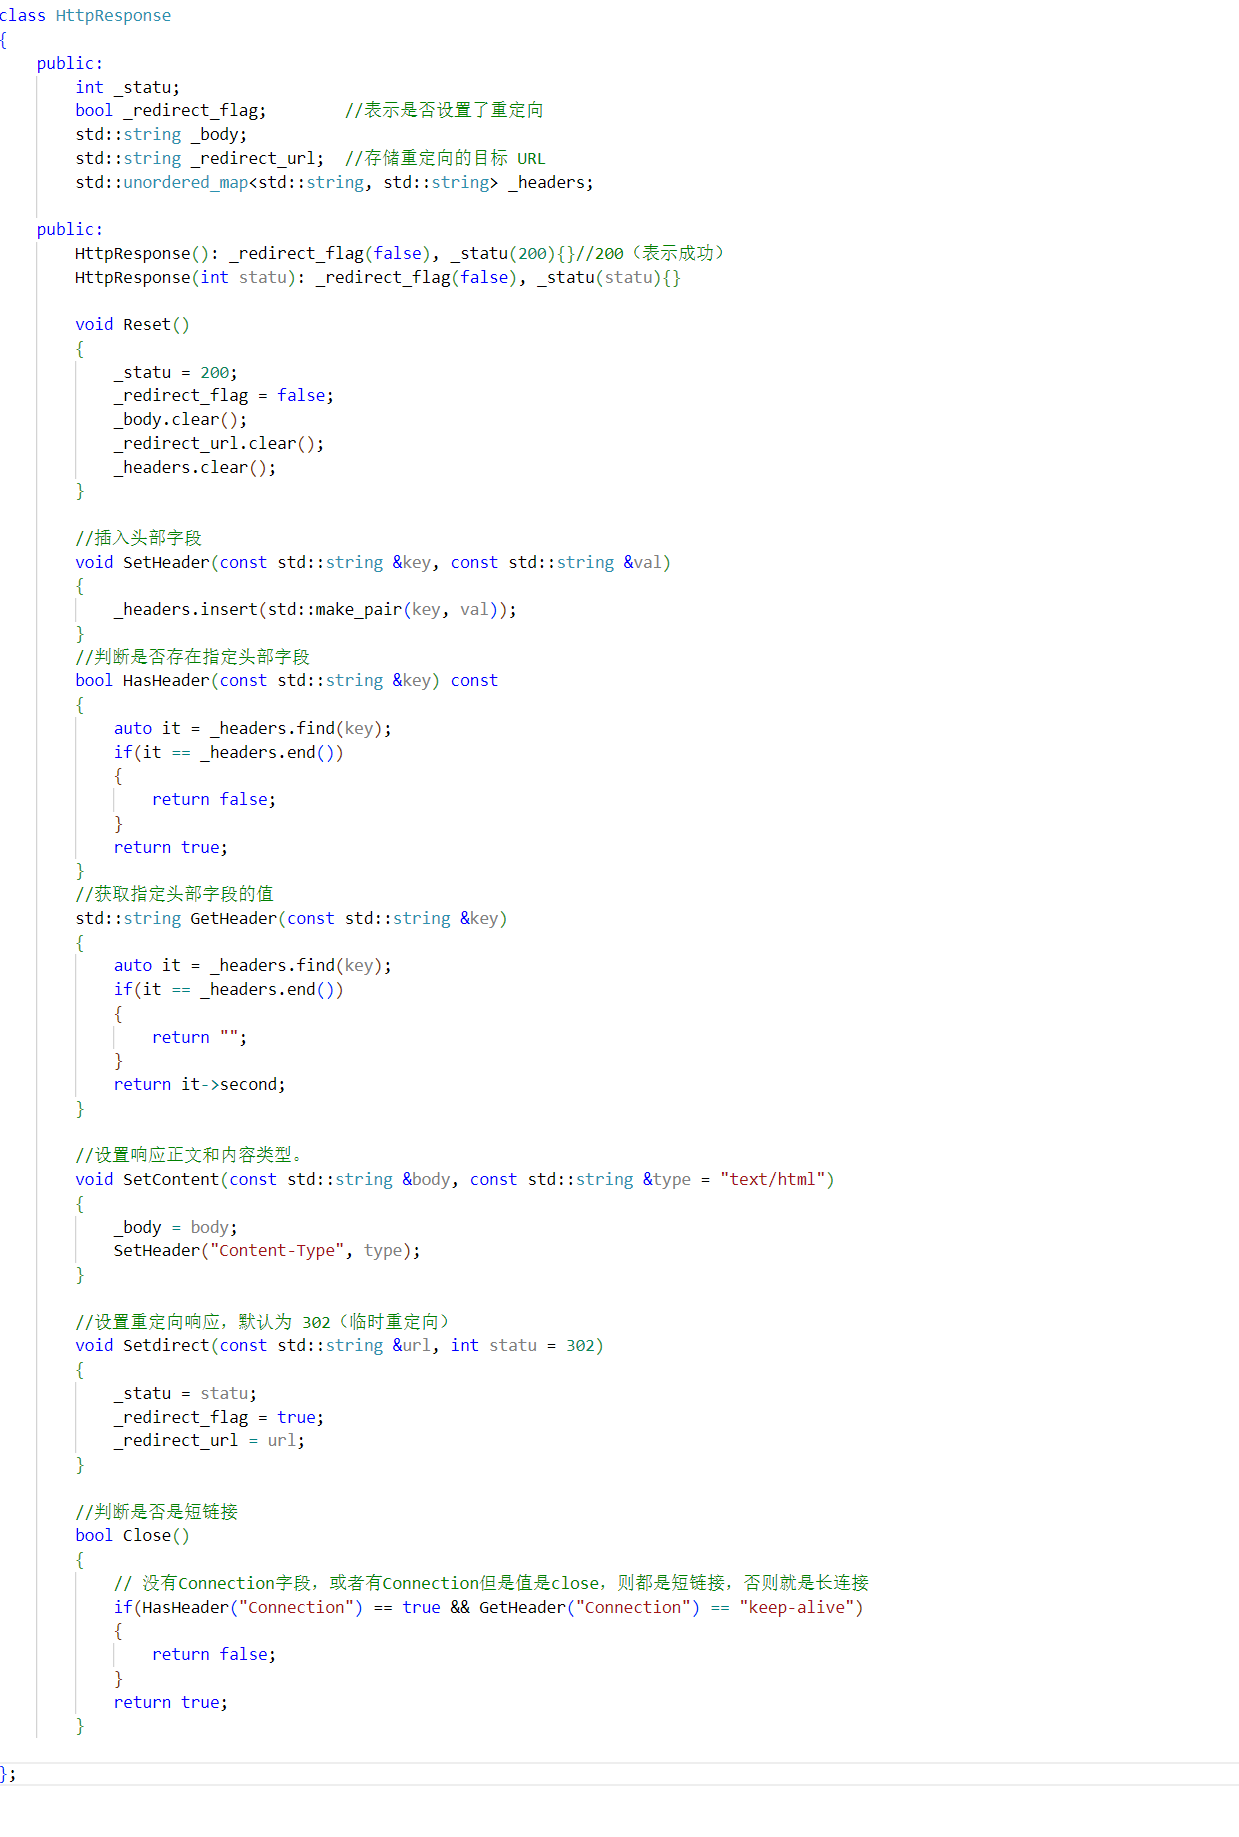 class HttpResponse
{
    public:
        int _statu;
        bool _redirect_flag;        //表示是否设置了重定向
        std::string _body;
        std::string _redirect_url;  //存储重定向的目标 URL
        std::unordered_map<std::string, std::string> _headers;

    public:
        HttpResponse(): _redirect_flag(false), _statu(200){}//200（表示成功）
        HttpResponse(int statu): _redirect_flag(false), _statu(statu){}

        void Reset()
        {
            _statu = 200;
            _redirect_flag = false;
            _body.clear();
            _redirect_url.clear();
            _headers.clear();
        }

        //插入头部字段
        void SetHeader(const std::string &key, const std::string &val)
        {
            _headers.insert(std::make_pair(key, val));
        }
        //判断是否存在指定头部字段
        bool HasHeader(const std::string &key) const
        {
            auto it = _headers.find(key);
            if(it == _headers.end())
            {
                return false;
            }
            return true;
        }
        //获取指定头部字段的值
        std::string GetHeader(const std::string &key)
        {
            auto it = _headers.find(key);
            if(it == _headers.end())
            {
                return "";
            }
            return it->second;
        }

        //设置响应正文和内容类型。
        void SetContent(const std::string &body, const std::string &type = "text/html")
        {
            _body = body;
            SetHeader("Content-Type", type);
        }

        //设置重定向响应，默认为 302（临时重定向）
        void Setdirect(const std::string &url, int statu = 302)
        {
            _statu = statu;
            _redirect_flag = true;
            _redirect_url = url;
        }

        //判断是否是短链接
        bool Close()
        {
            // 没有Connection字段，或者有Connection但是值是close，则都是短链接，否则就是长连接
            if(HasHeader("Connection") == true && GetHeader("Connection") == "keep-alive")
            {
                return false;
            }
            return true;
        }

};